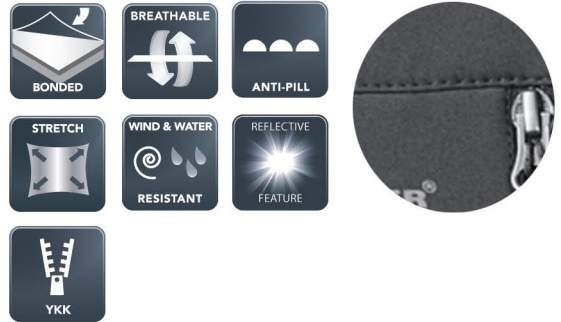 BONDED
BREATHABLE
ANTI-PILL
STRETCH
WIND & WATER
RESISTANT
REFLECTIVE
FEATURE
YKK